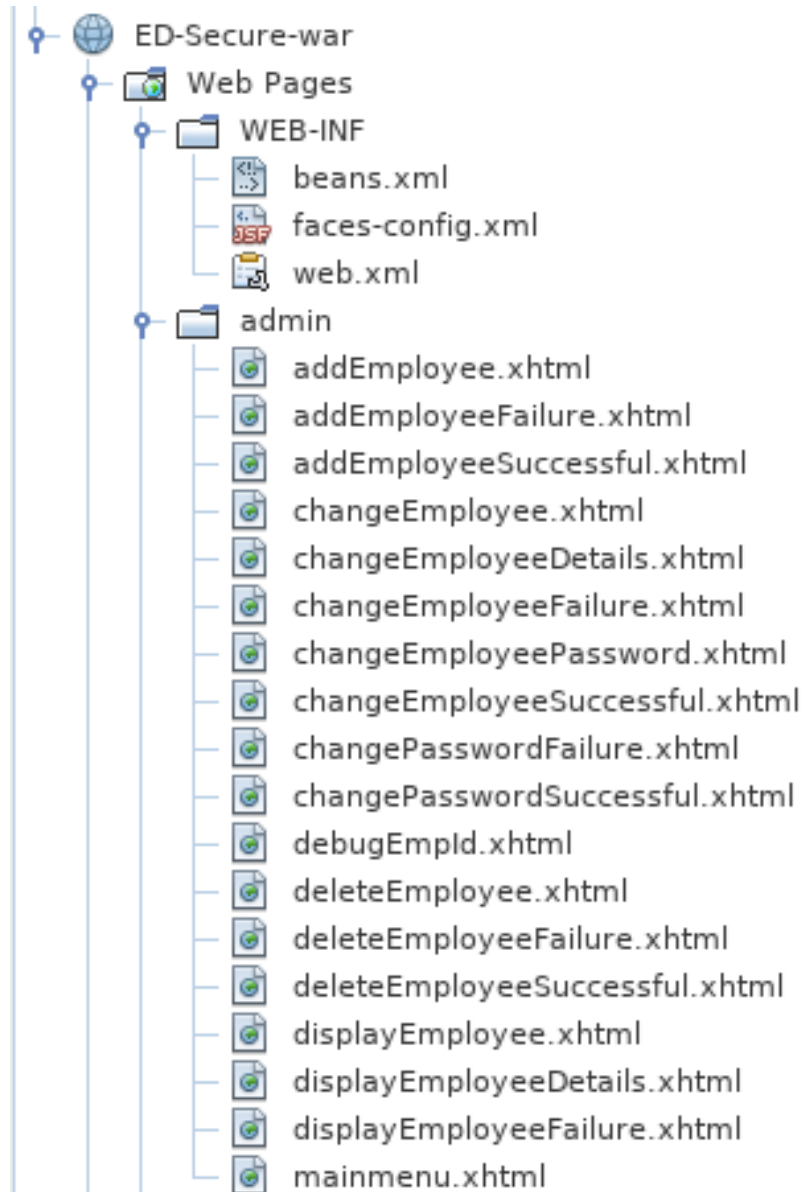 ED-Secure-war
Web Pages
WEB-INF
beans.xml
faces-config.xml
web.xml
admin
addEmployee.xhtml
addEmployeeFailure.xhtml
addEmployeeSuccessful.xhtml
changeEmployee.xhtml
changeEmployeeDetails.xhtml
changeEmployeeFailure.xhtml
changeEmployeePassword.xhtml
changeEmployeeSuccessful.xhtml
changePasswordFailure.xhtml
changePasswordSuccessful.xhtml
debugEmpId.xhtml
deleteEmployee.xhtml
deleteEmployeeFailure.xhtml
deleteEmployeeSuccessful.xhtml
displayEmployee.xhtml
displayEmployeeDetails.xhtml
displayEmployeeFailure.xhtml
mainmenu.xhtml